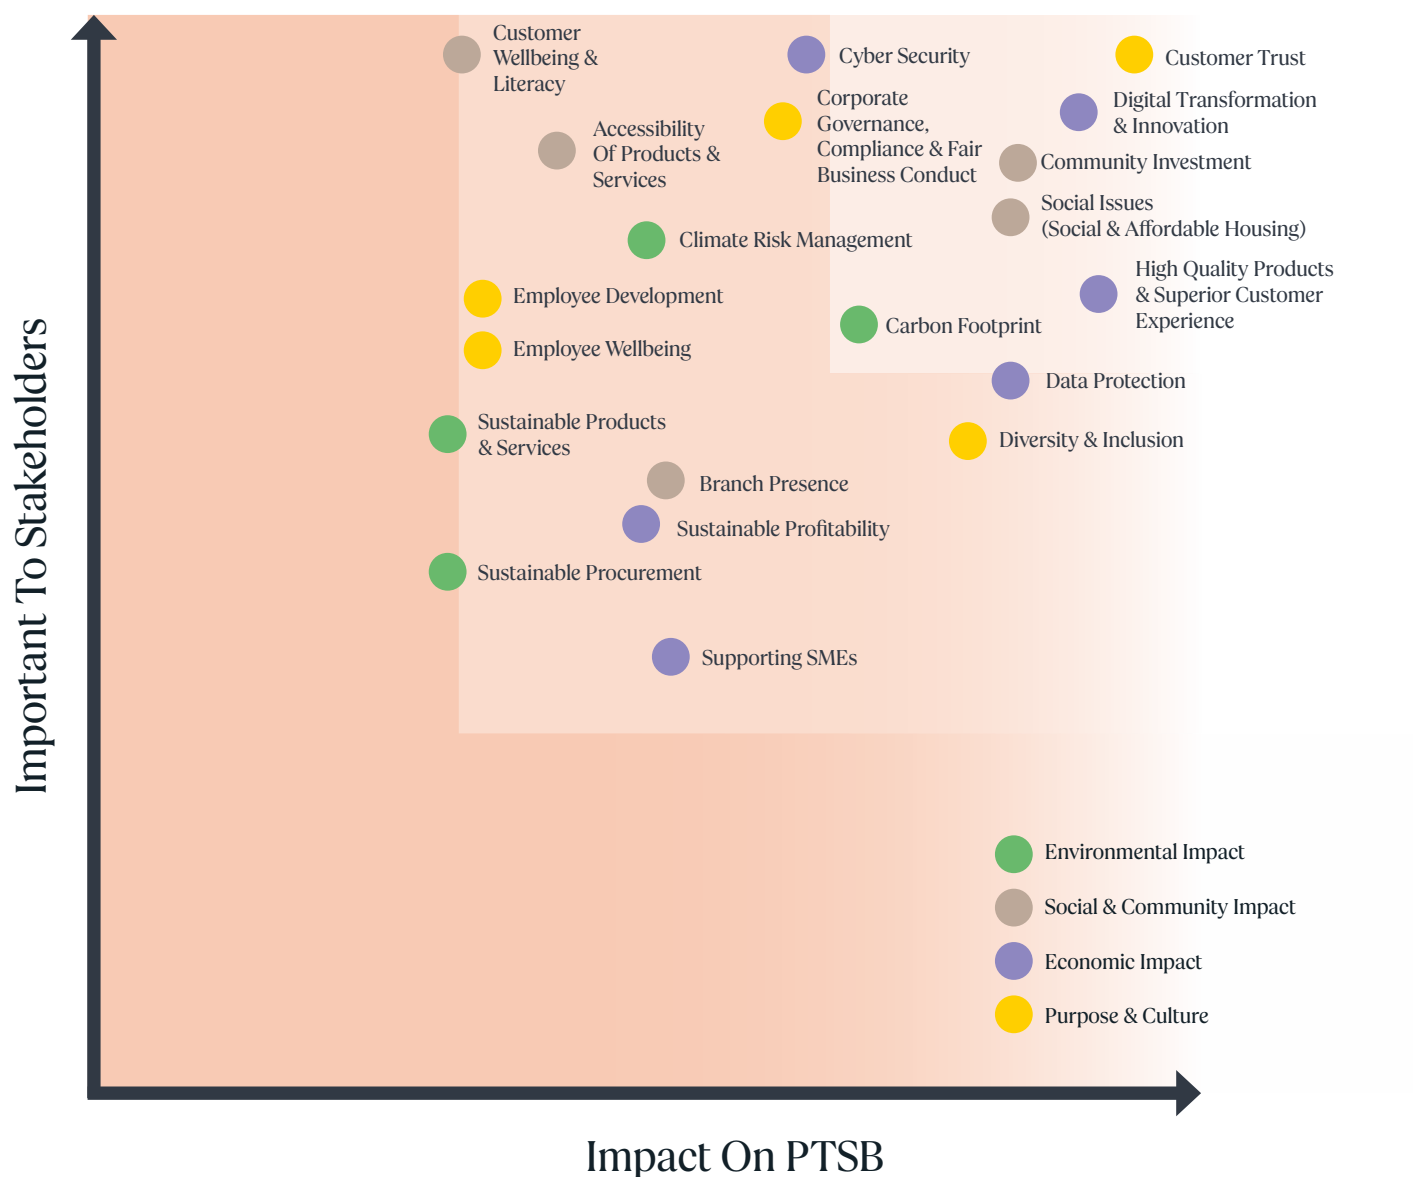 Customer
Wellbeing &
Literacy
Cyber Security
Customer Trust
Corporate
Governance,
Compliance & Fair
Business Conduct
Digital Transformation
& Innovation
Accessibility
Of Products &
Services
Community Investment
Social Issues
(Social & Affordable Housing)
Climate Risk Management
High Quality Products
& Superior Customer
Experience
Employee Development
Carbon Footprint
Employee Wellbeing
Data Protection
Sustainable Products
& Services
Diversity & Inclusion
Branch Presence
Sustainable Profitability
Sustainable Procurement
Supporting SMEs
Important To Stakeholders
Environmental Impact
Social & Community Impact
Economic Impact
Purpose & Culture
Impact On PTSB